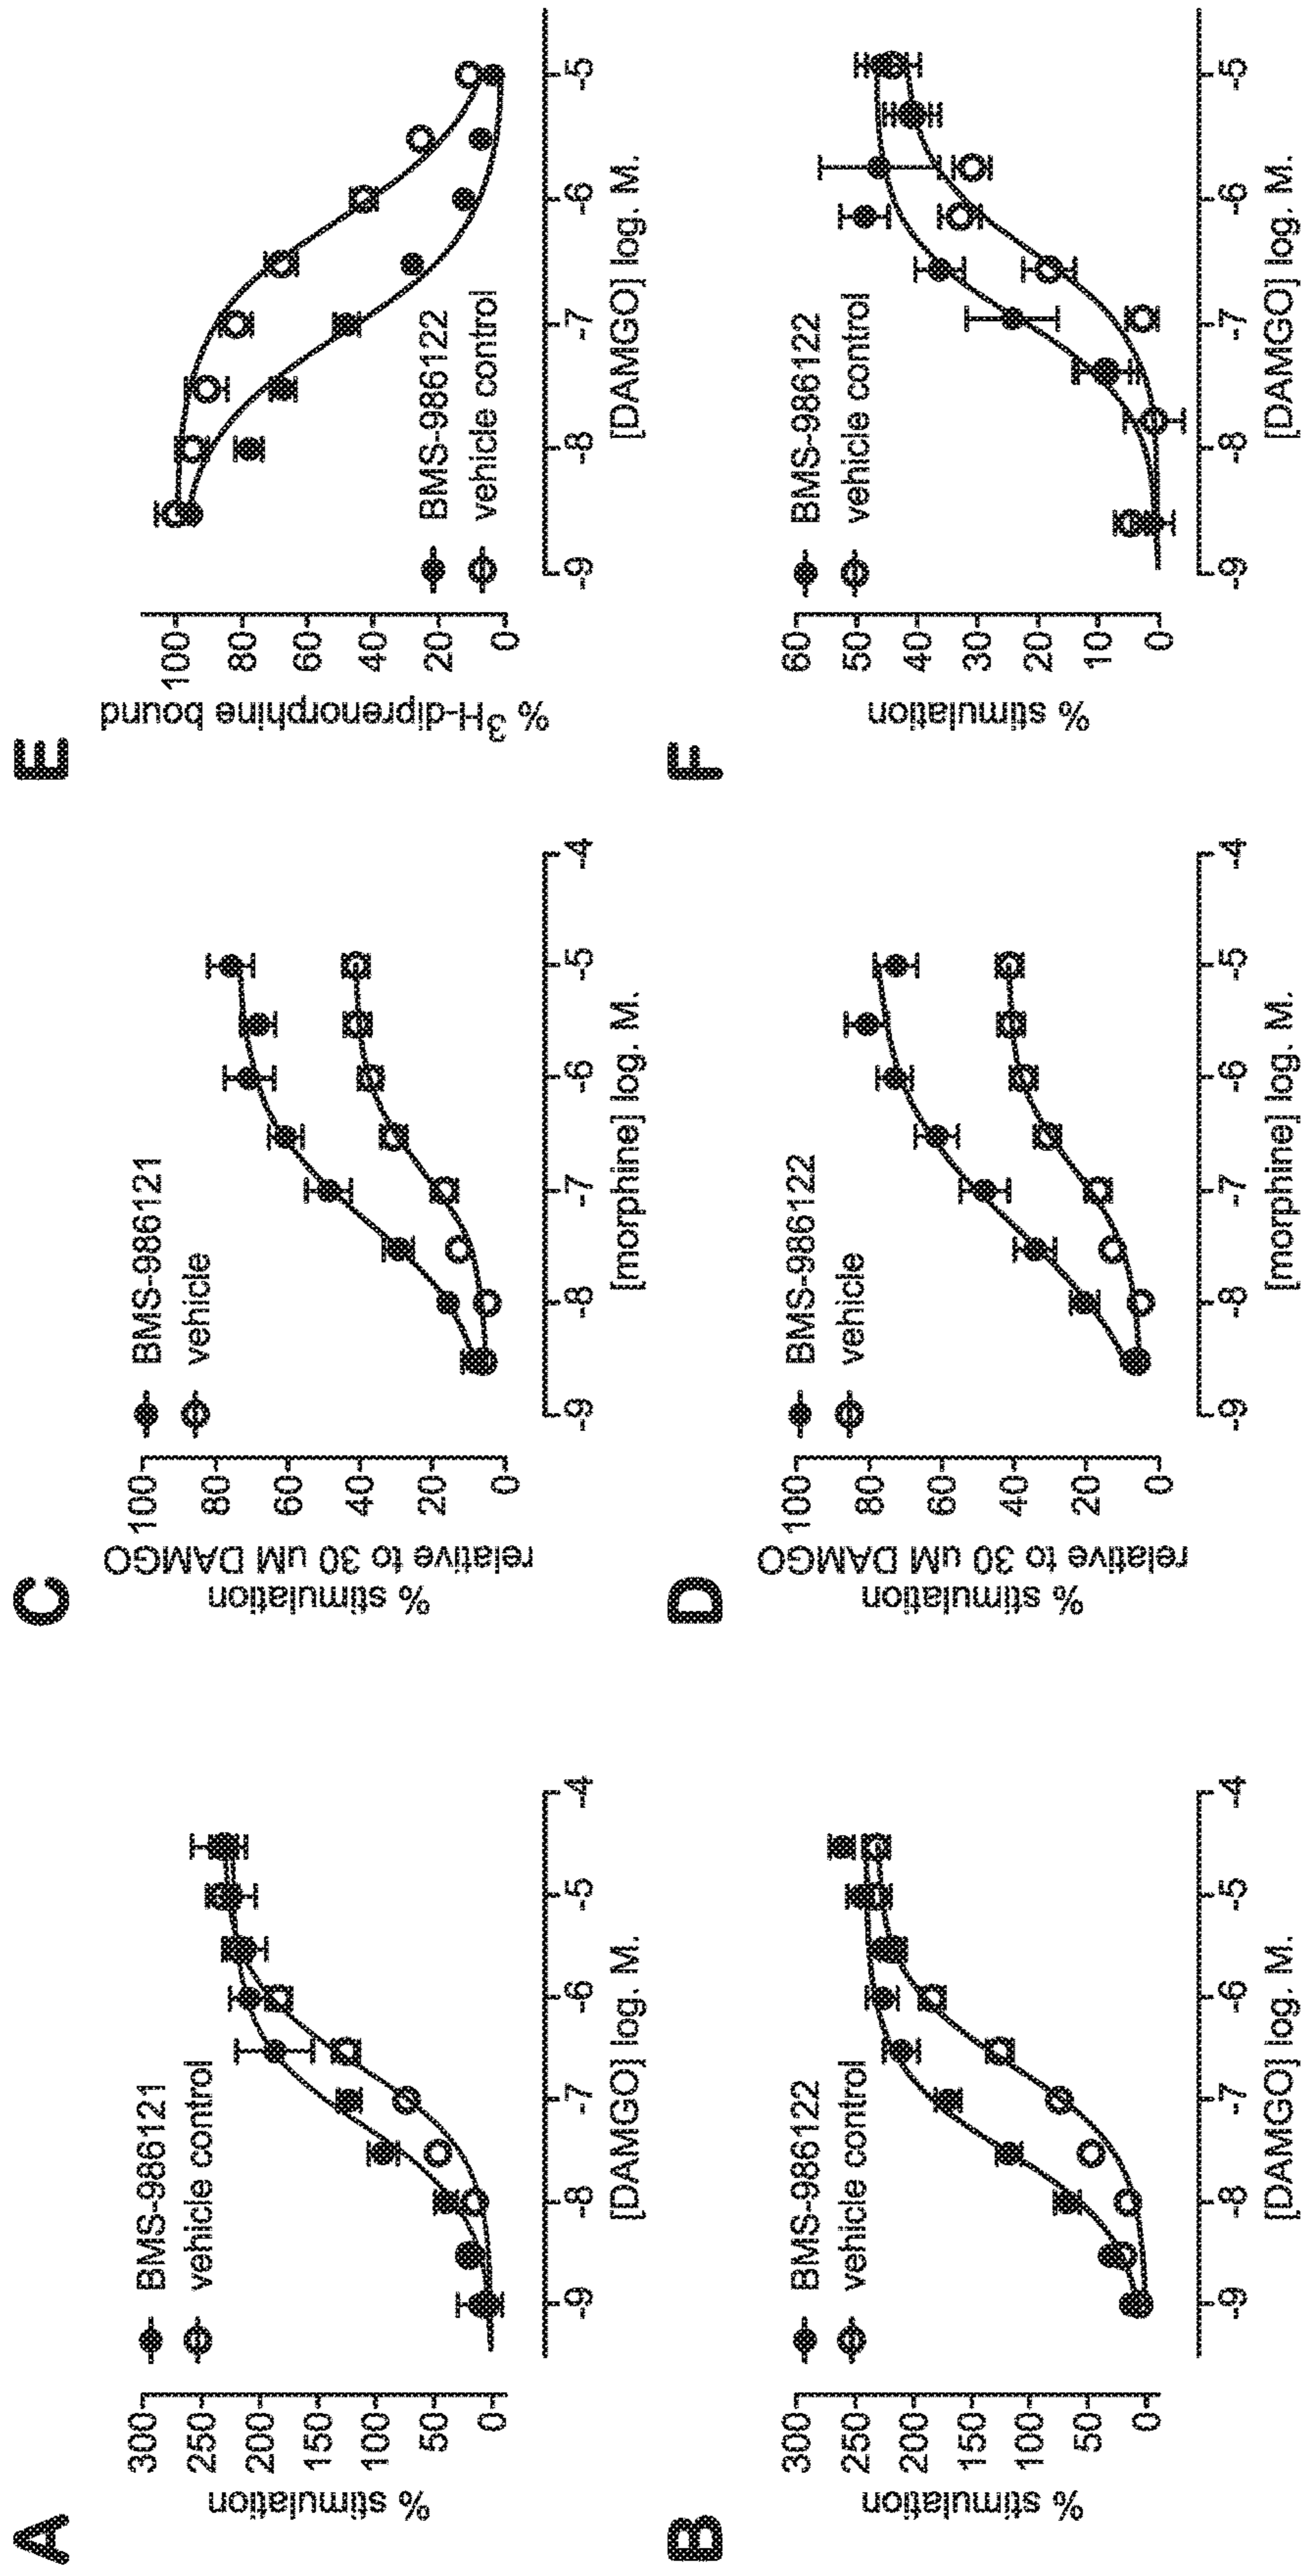 A
% stimulation
300
250
200
150
100
50
0
BMS-986121
vehicle control
-9
-8
-7
-6
-5
-4
[DAMGO] log. M.
B
% stimulation
300
250
200
150
100
50
0
BMS-986122
vehicle control
-9
-8
-7
-6
-5
-4
[DAMGO] log. M.
C
% stimulation
relative to 30 uM DAMGO
100
80
60
40
20
0
BMS-986121
vehicle
-9
-8
-7
-6
-5
-4
[morphine] log. M.
D
% stimulation
relative to 30 uM DAMGO
100
80
60
40
20
0
BMS-986122
vehicle
-9
-8
-7
-6
-5
-4
[morphine] log. M.
E
% ³H-diprenorphine bound
100
80
60
40
20
0
BMS-986122
vehicle control
-9
-8
-7
-6
-5
[DAMGO] log. M.
F
% stimulation
60
50
40
30
20
10
0
BMS-986122
vehicle control
-9
-8
-7
-6
-5
[DAMGO] log. M.